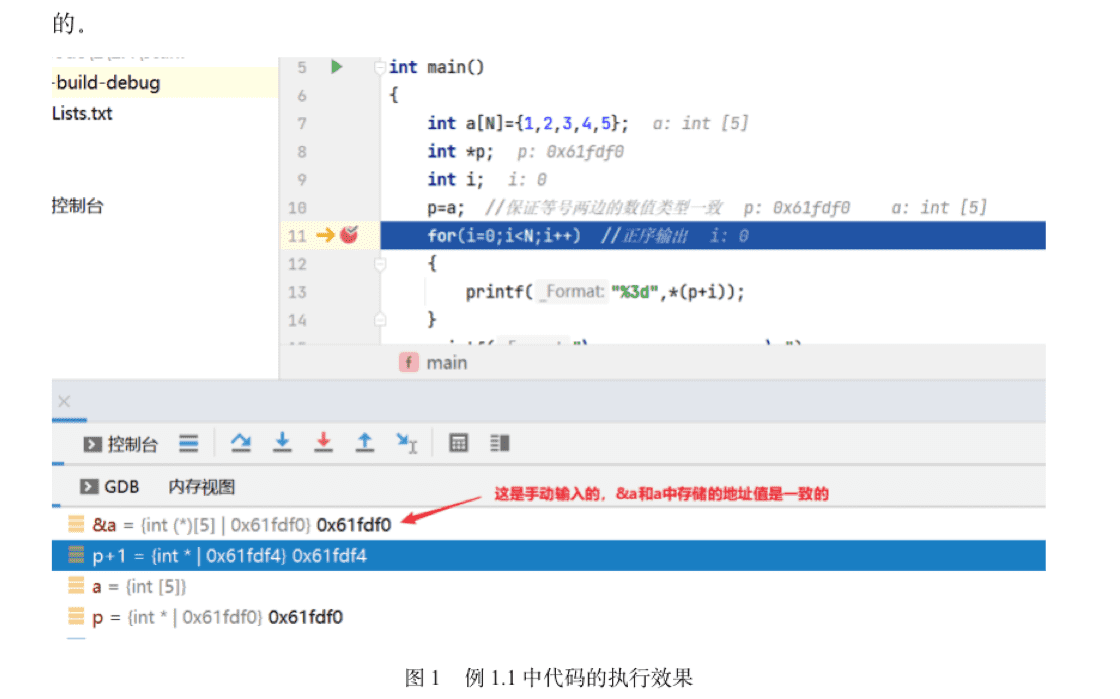 的。
-build-debug
Lists.txt
控制台
5 int main()
6 {
7 int a[N]={1,2,3,4,5}; a: int [5]
8 int *p; p: 0x61fdf0
9 int i; i: 0
10 p=a; //保证等号两边的数值类型一致 p: 0x61fdf0 a: int [5]
11 for(i=0;i<N;i++) //正序输出 i: 0
12 {
13 printf( _Format: "%3d",*(p+i));
14 }
f main
控制台
GDB 内存视图
这是手动输入的，&a和a中存储的地址值是一致的
&a = {int (*)[5] | 0x61fdf0} 0x61fdf0
p+1 = {int * | 0x61fdf4} 0x61fdf4
a = {int [5]}
p = {int * | 0x61fdf0} 0x61fdf0
图 1 例 1.1 中代码的执行效果